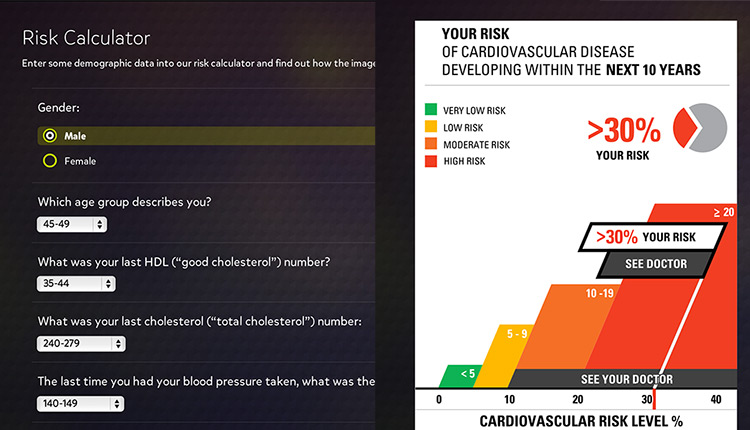 Risk Calculator
Enter some demographic data into our risk calculator and find out how the image
Gender:
Male
Female
Which age group describes you?
45-49
What was your last HDL (“good cholesterol”) number?
35-44
What was your last cholesterol (“total cholesterol”) number:
240-279
The last time you had your blood pressure taken, what was the
140-149
YOUR RISK
OF CARDIOVASCULAR DISEASE
DEVELOPING WITHIN THE NEXT 10 YEARS
VERY LOW RISK
LOW RISK
MODERATE RISK
HIGH RISK
>30%
YOUR RISK
≥ 20
>30% YOUR RISK
SEE DOCTOR
10 -19
5 - 9
< 5
SEE YOUR DOCTOR
0 10 20 30 40
CARDIOVASCULAR RISK LEVEL %